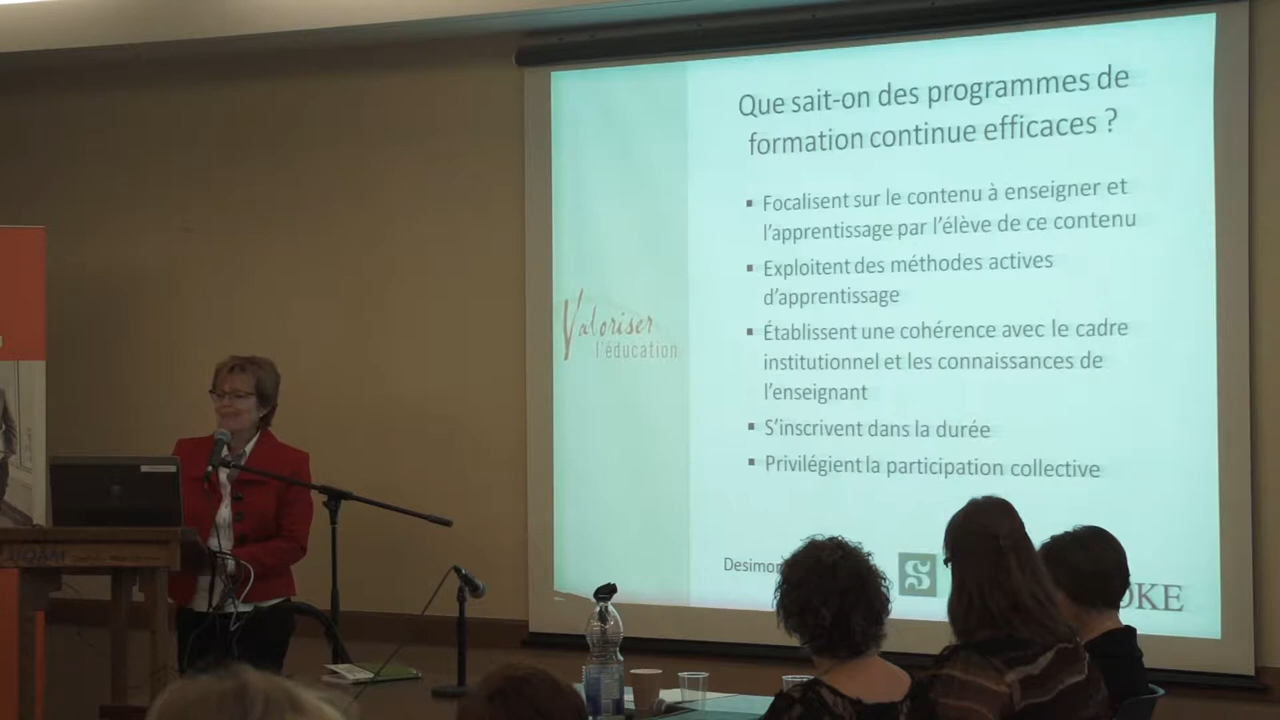 Que sait-on des programmes de
formation continue efficaces ?
▪ Focalisent sur le contenu à enseigner et
l'apprentissage par l'élève de ce contenu
▪ Exploitent des méthodes actives
d'apprentissage
▪ Établissent une cohérence avec le cadre
institutionnel et les connaissances de
l'enseignant
▪ S'inscrivent dans la durée
▪ Privilégient la participation collective
Valoriser
l'éducation
UQAM